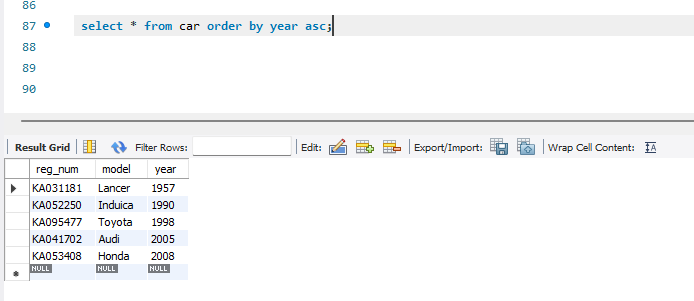 86
87 select * from car order by year asc;
88
89
90
Result Grid Filter Rows: Edit: Export/Import: Wrap Cell Content:
reg_num model year
KA031181 Lancer 1957
KA052250 Induica 1990
KA095477 Toyota 1998
KA041702 Audi 2005
KA053408 Honda 2008
NULL NULL NULL